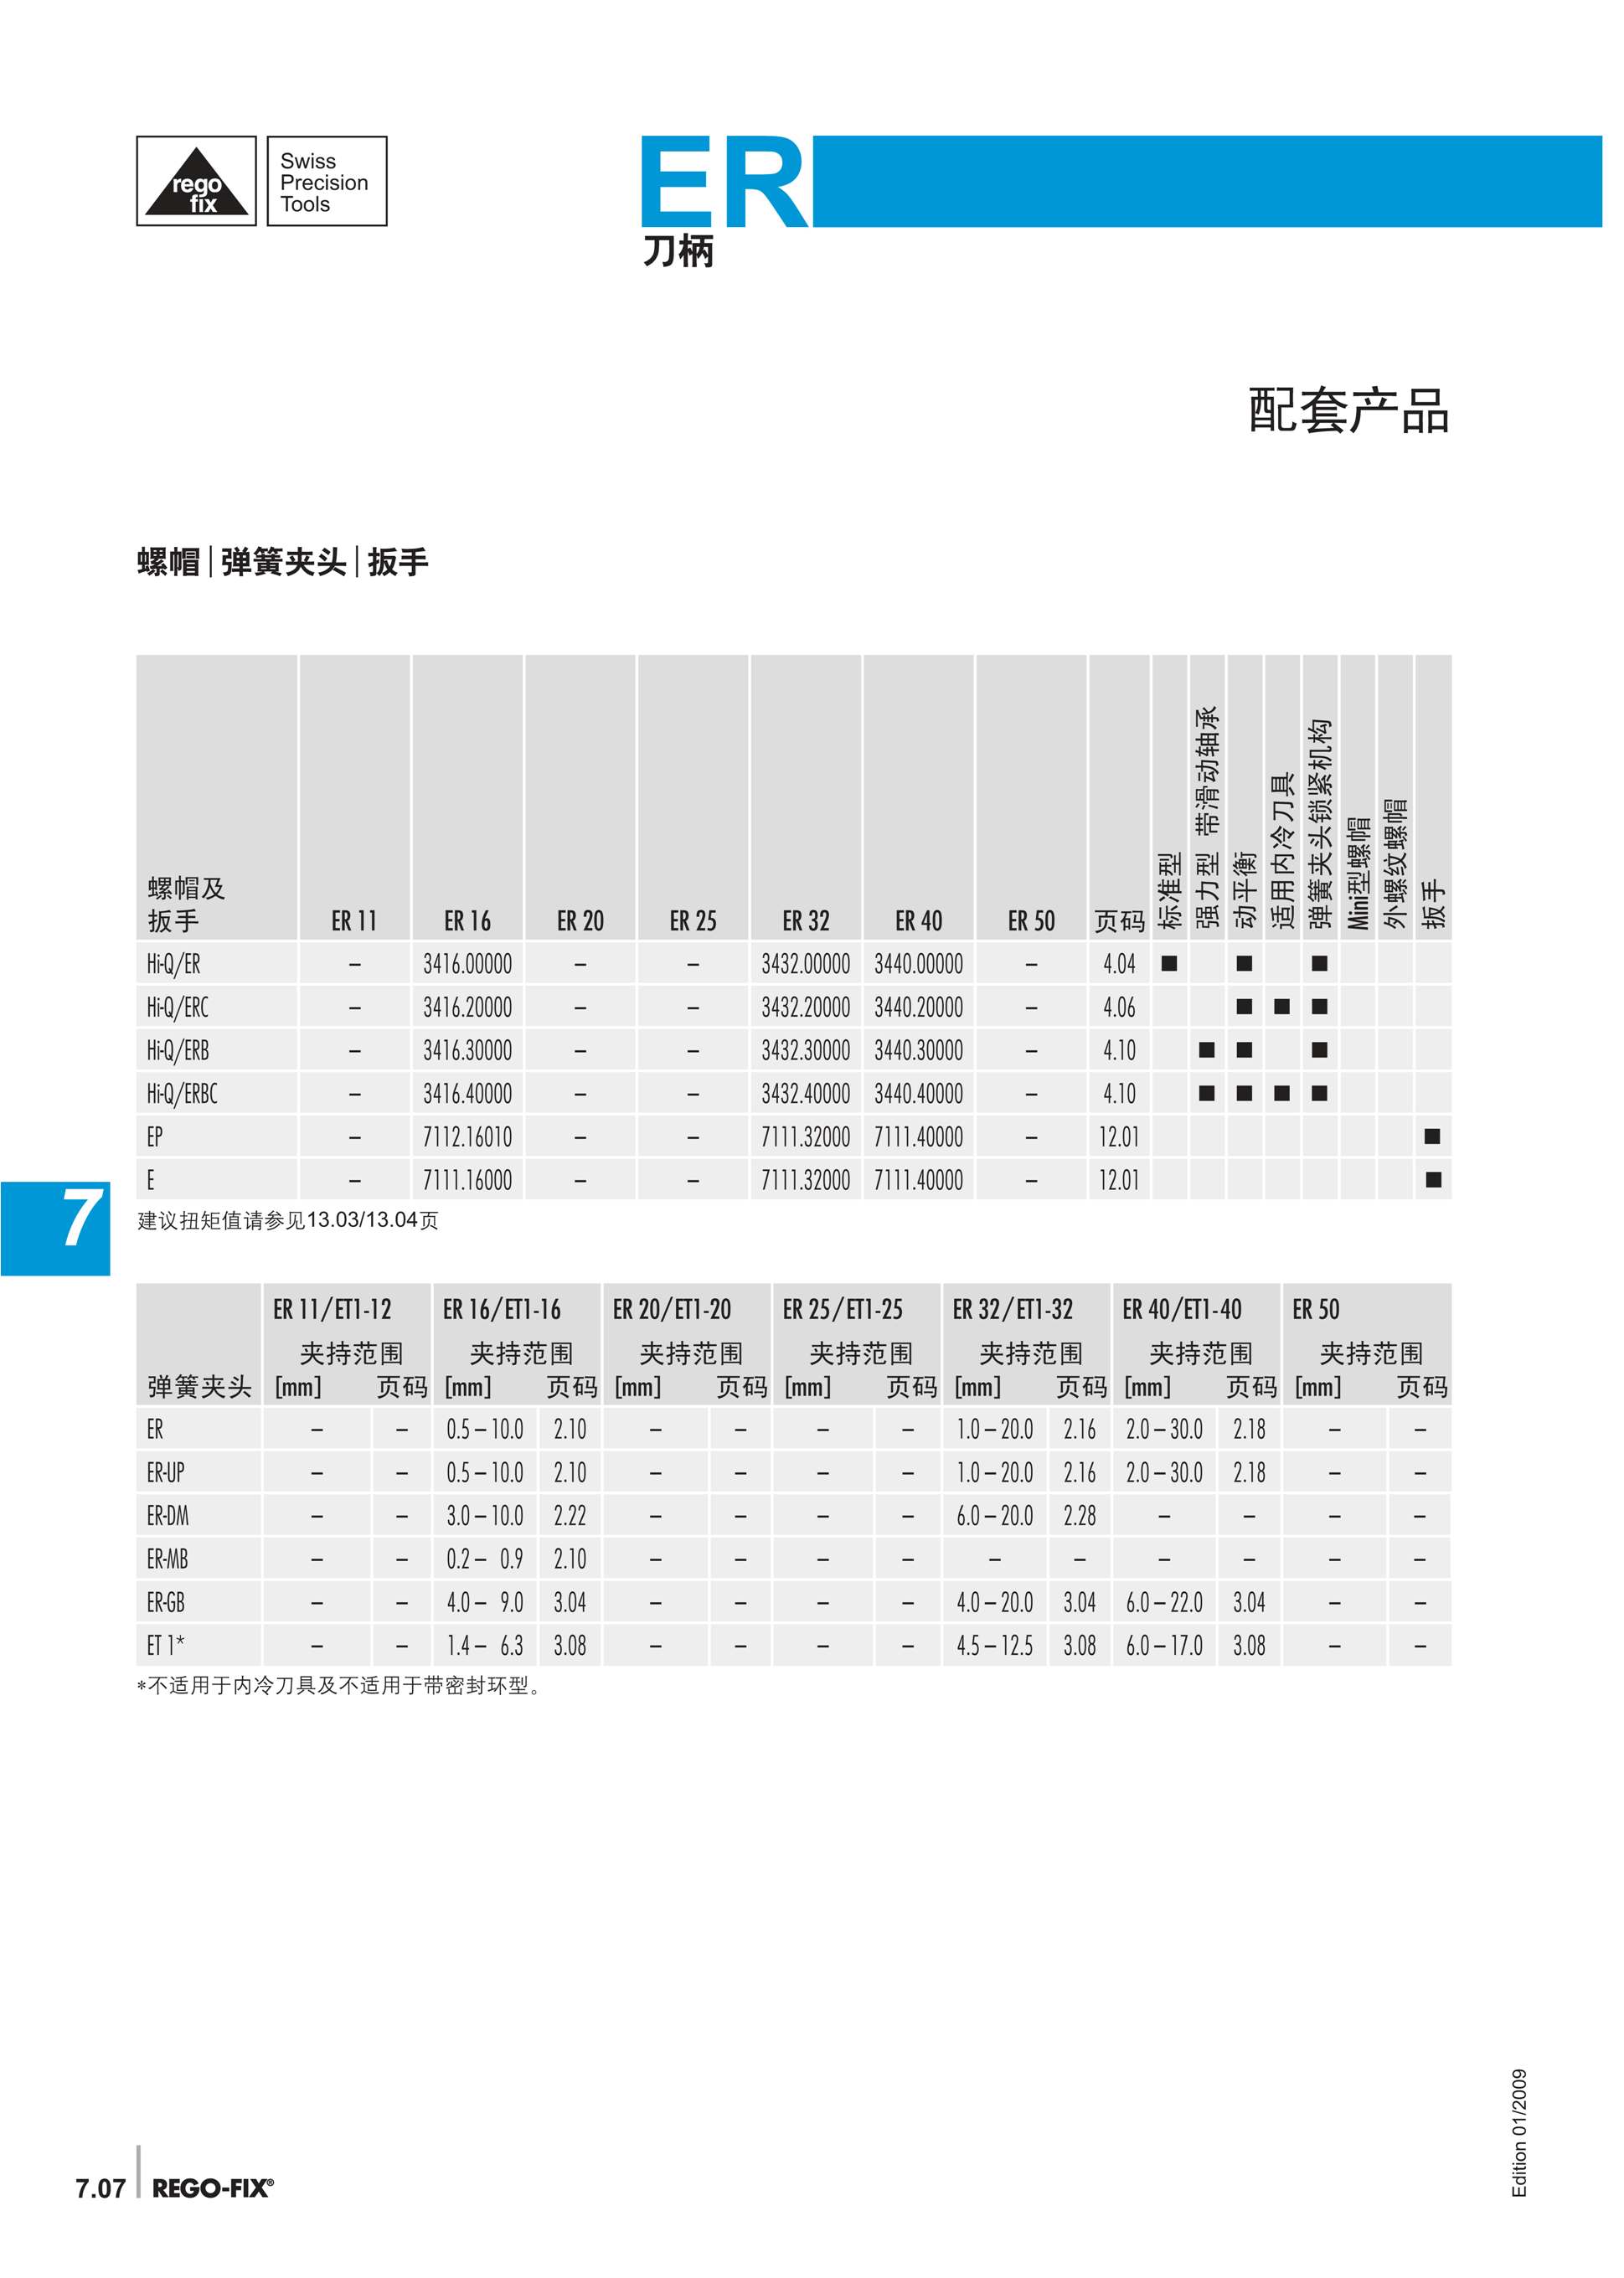 rego
fix
Swiss
Precision
Tools
ER
刀柄
配套产品
螺帽|弹簧夹头|扳手
螺帽及
扳手 ER 11 ER 16 ER 20 ER 25 ER 32 ER 40 ER 50 页码 标准型 强力型 带滑动轴承 动平衡 适用内冷刀具 弹簧夹头锁紧机构 Mini型螺帽 外螺纹螺帽 扳手
Hi-Q/ER – 3416.00000 – – 3432.00000 3440.00000 – 4.04 ■ ■ ■
Hi-Q/ERC – 3416.20000 – – 3432.20000 3440.20000 – 4.06 ■ ■ ■
Hi-Q/ERB – 3416.30000 – – 3432.30000 3440.30000 – 4.10 ■ ■ ■
Hi-Q/ERBC – 3416.40000 – – 3432.40000 3440.40000 – 4.10 ■ ■ ■ ■
EP – 7112.16010 – – 7111.32000 7111.40000 – 12.01 ■
E – 7111.16000 – – 7111.32000 7111.40000 – 12.01 ■
7
建议扭矩值请参见13.03/13.04页
ER 11/ET1-12 ER 16/ET1-16 ER 20/ET1-20 ER 25/ET1-25 ER 32/ET1-32 ER 40/ET1-40 ER 50
夹持范围 夹持范围 夹持范围 夹持范围 夹持范围 夹持范围 夹持范围
弹簧夹头 [mm] 页码 [mm] 页码 [mm] 页码 [mm] 页码 [mm] 页码 [mm] 页码 [mm] 页码
ER – – 0.5 – 10.0 2.10 – – – – 1.0 – 20.0 2.16 2.0 – 30.0 2.18 – –
ER-UP – – 0.5 – 10.0 2.10 – – – – 1.0 – 20.0 2.16 2.0 – 30.0 2.18 – –
ER-DM – – 3.0 – 10.0 2.22 – – – – 6.0 – 20.0 2.28 – – – –
ER-MB – – 0.2 – 0.9 2.10 – – – – – – – – – –
ER-GB – – 4.0 – 9.0 3.04 – – – – 4.0 – 20.0 3.04 6.0 – 22.0 3.04 – –
ET 1* – – 1.4 – 6.3 3.08 – – – – 4.5 – 12.5 3.08 6.0 – 17.0 3.08 – –
*不适用于内冷刀具及不适用于带密封环型。
Edition 01/2009
7.07 REGO-FIX®